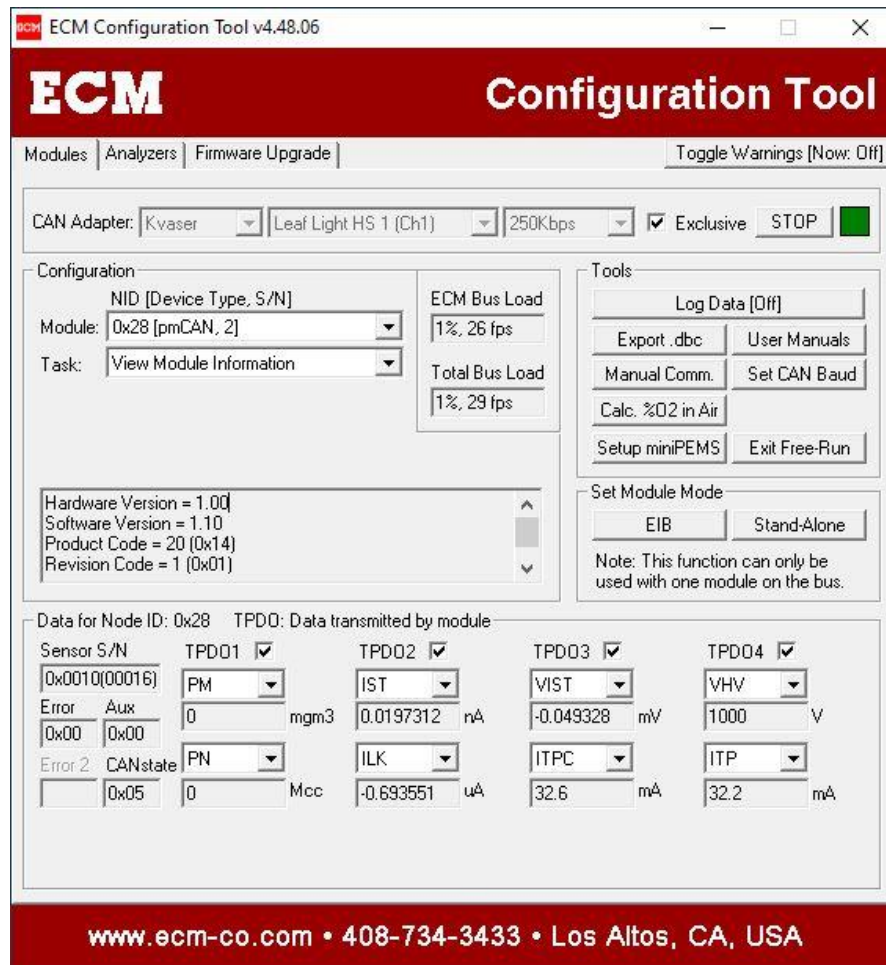 ECM ECM Configuration Tool v4.48.06
ECM Configuration Tool
Modules Analyzers Firmware Upgrade Toggle Warnings [Now: Off]
CAN Adapter: Kvaser Leaf Light HS 1 (Ch1) 250Kbps Exclusive STOP
Configuration
NID [Device Type, S/N]
Module: 0x28 [pmCAN, 2]
Task: View Module Information
ECM Bus Load
1%, 26 fps
Total Bus Load
1%, 29 fps
Hardware Version = 1.00
Software Version = 1.10
Product Code = 20 (0x14)
Revision Code = 1 (0x01)
Tools
Log Data [Off]
Export .dbc User Manuals
Manual Comm. Set CAN Baud
Calc. %O2 in Air
Setup miniPEMS Exit Free-Run
Set Module Mode
EIB Stand-Alone
Note: This function can only be
used with one module on the bus.
Data for Node ID: 0x28 TPDO: Data transmitted by module
Sensor S/N TPDO1 TPDO2 TPDO3 TPDO4
0x0010(00016) PM IST VIST VHV
Error Aux 0 mgm3 0.0197312 nA -0.049328 mV 1000 V
0x00 0x00
Error 2 CANstate PN ILK ITPC ITP
0x05 0 Mcc -0.693551 uA 32.6 mA 32.2 mA
www.ecm-co.com • 408-734-3433 • Los Altos, CA, USA